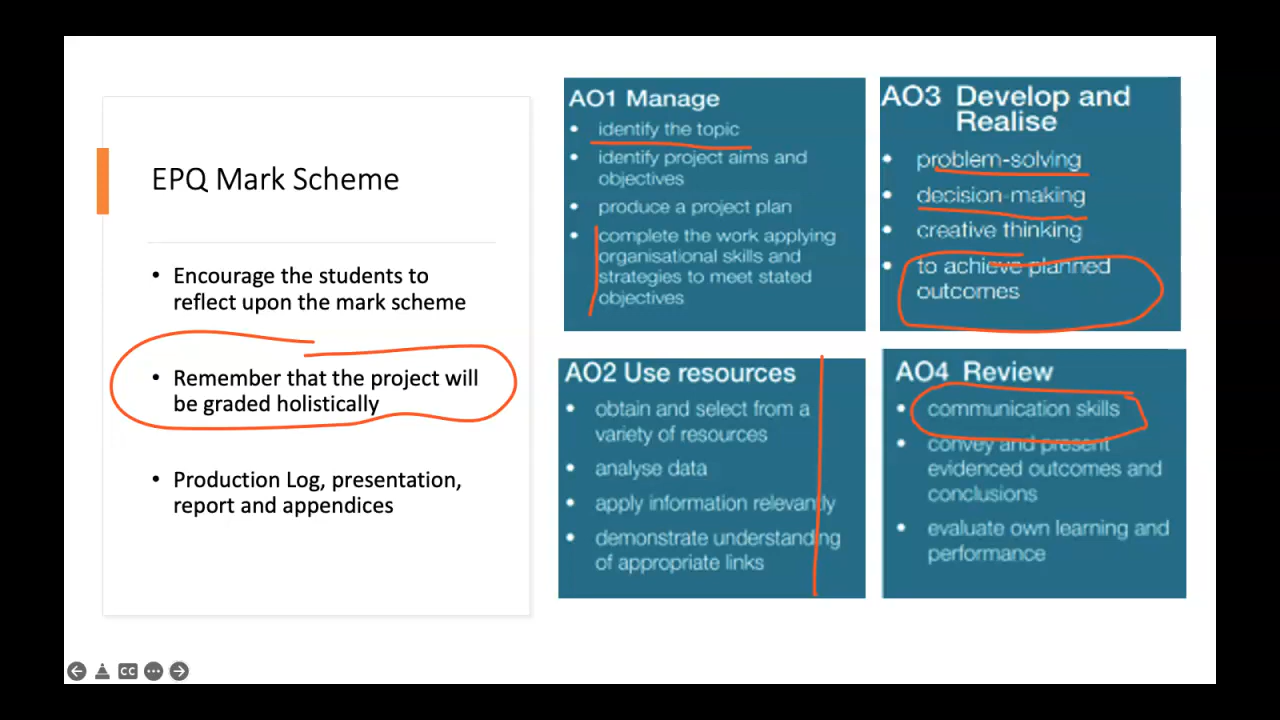 EPQ Mark Scheme
• Encourage the students to
reflect upon the mark scheme
• Remember that the project will
be graded holistically
• Production Log, presentation,
report and appendices
AO1 Manage
• identify the topic
• identify project aims and
objectives
• produce a project plan
• complete the work applying
organisational skills and
strategies to meet stated
objectives
AO3 Develop and
Realise
• problem-solving
• decision-making
• creative thinking
• to achieve planned
outcomes
AO2 Use resources
• obtain and select from a
variety of resources
• analyse data
• apply information relevantly
• demonstrate understanding
of appropriate links
AO4 Review
• communication skills
• convey and present
evidenced outcomes and
conclusions
• evaluate own learning and
performance
CC